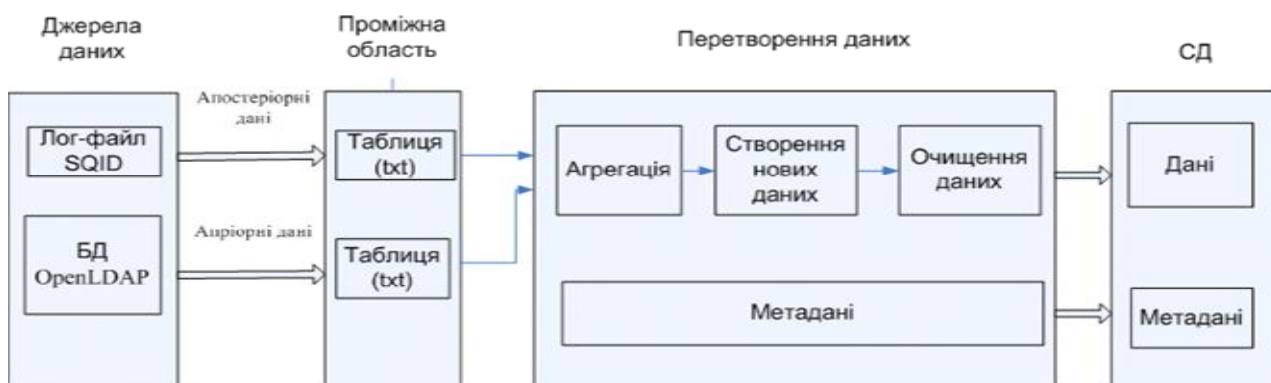 Джерела
даних
Проміжна
область
Перетворення даних
СД
Апостеріорні
дані
Лог-файл
SQID
Таблиця
(txt)
Агрегація
Створення
нових
даних
Очищення
даних
Дані
Апріорні дані
БД
OpenLDAP
Таблиця
(txt)
Метадані
Метадані